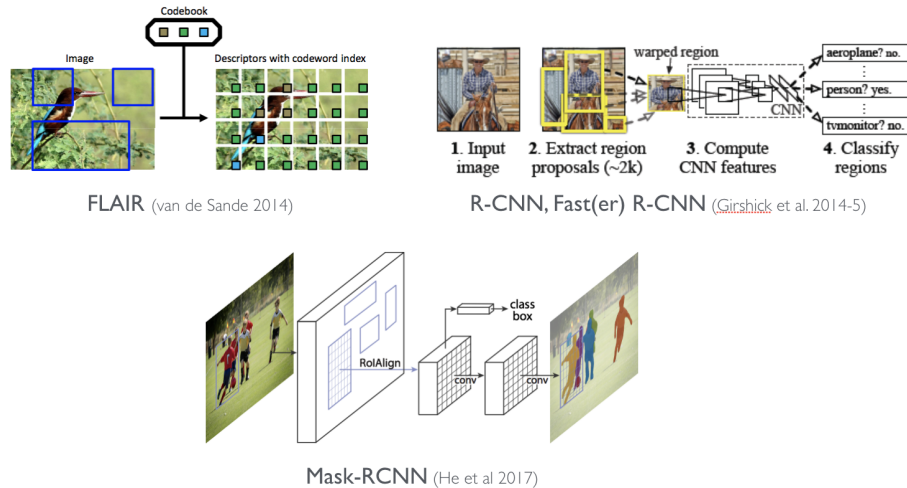 Codebook
Image
Descriptors with codeword index
FLAIR (van de Sande 2014)
warped region
aeroplane? no.
person? yes.
tvmonitor? no.
CNN
1. Input
image
2. Extract region
proposals (~2k)
3. Compute
CNN features
4. Classify
regions
R-CNN, Fast(er) R-CNN (Girshick et al. 2014-5)
class
box
RoIAlign
conv
conv
Mask-RCNN (He et al 2017)